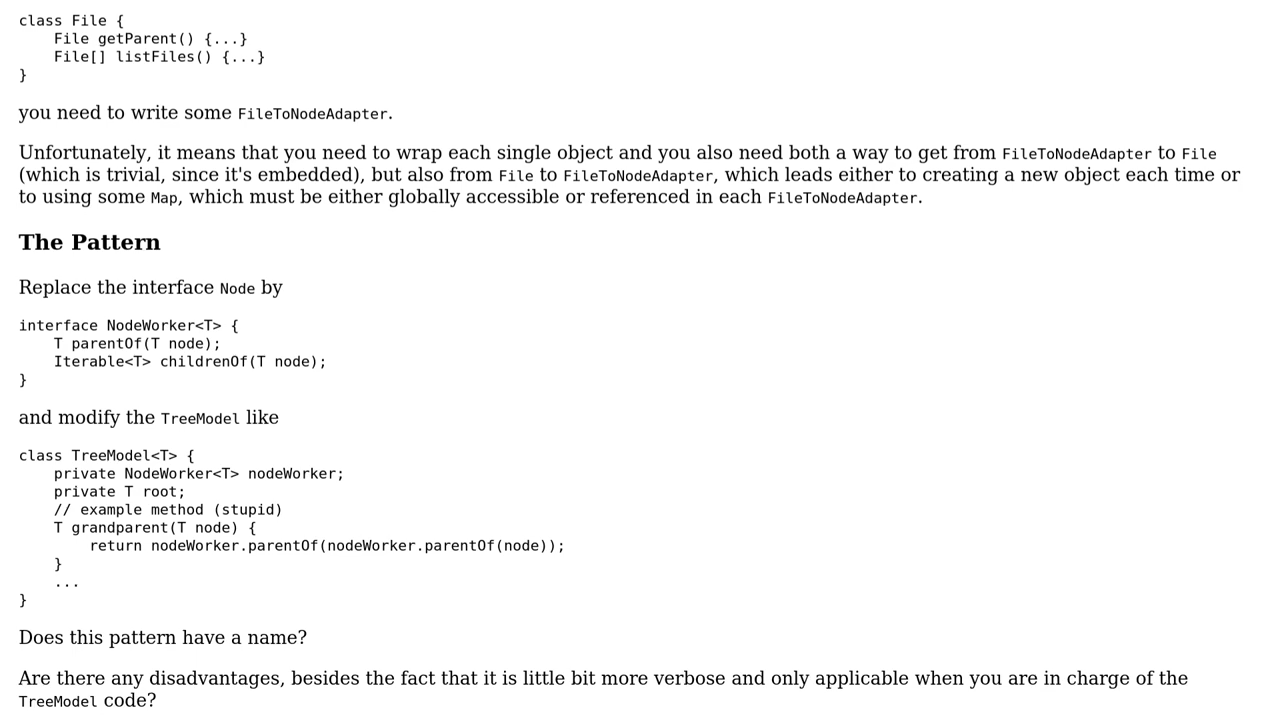 class File {
    File getParent() {...}
    File[] listFiles() {...}
}
you need to write some FileToNodeAdapter.
Unfortunately, it means that you need to wrap each single object and you also need both a way to get from FileToNodeAdapter to File
(which is trivial, since it's embedded), but also from File to FileToNodeAdapter, which leads either to creating a new object each time or
to using some Map, which must be either globally accessible or referenced in each FileToNodeAdapter.
The Pattern
Replace the interface Node by
interface NodeWorker<T> {
    T parentOf(T node);
    Iterable<T> childrenOf(T node);
}
and modify the TreeModel like
class TreeModel<T> {
    private NodeWorker<T> nodeWorker;
    private T root;
    // example method (stupid)
    T grandparent(T node) {
        return nodeWorker.parentOf(nodeWorker.parentOf(node));
    }
    ...
}
Does this pattern have a name?
Are there any disadvantages, besides the fact that it is little bit more verbose and only applicable when you are in charge of the
TreeModel code?